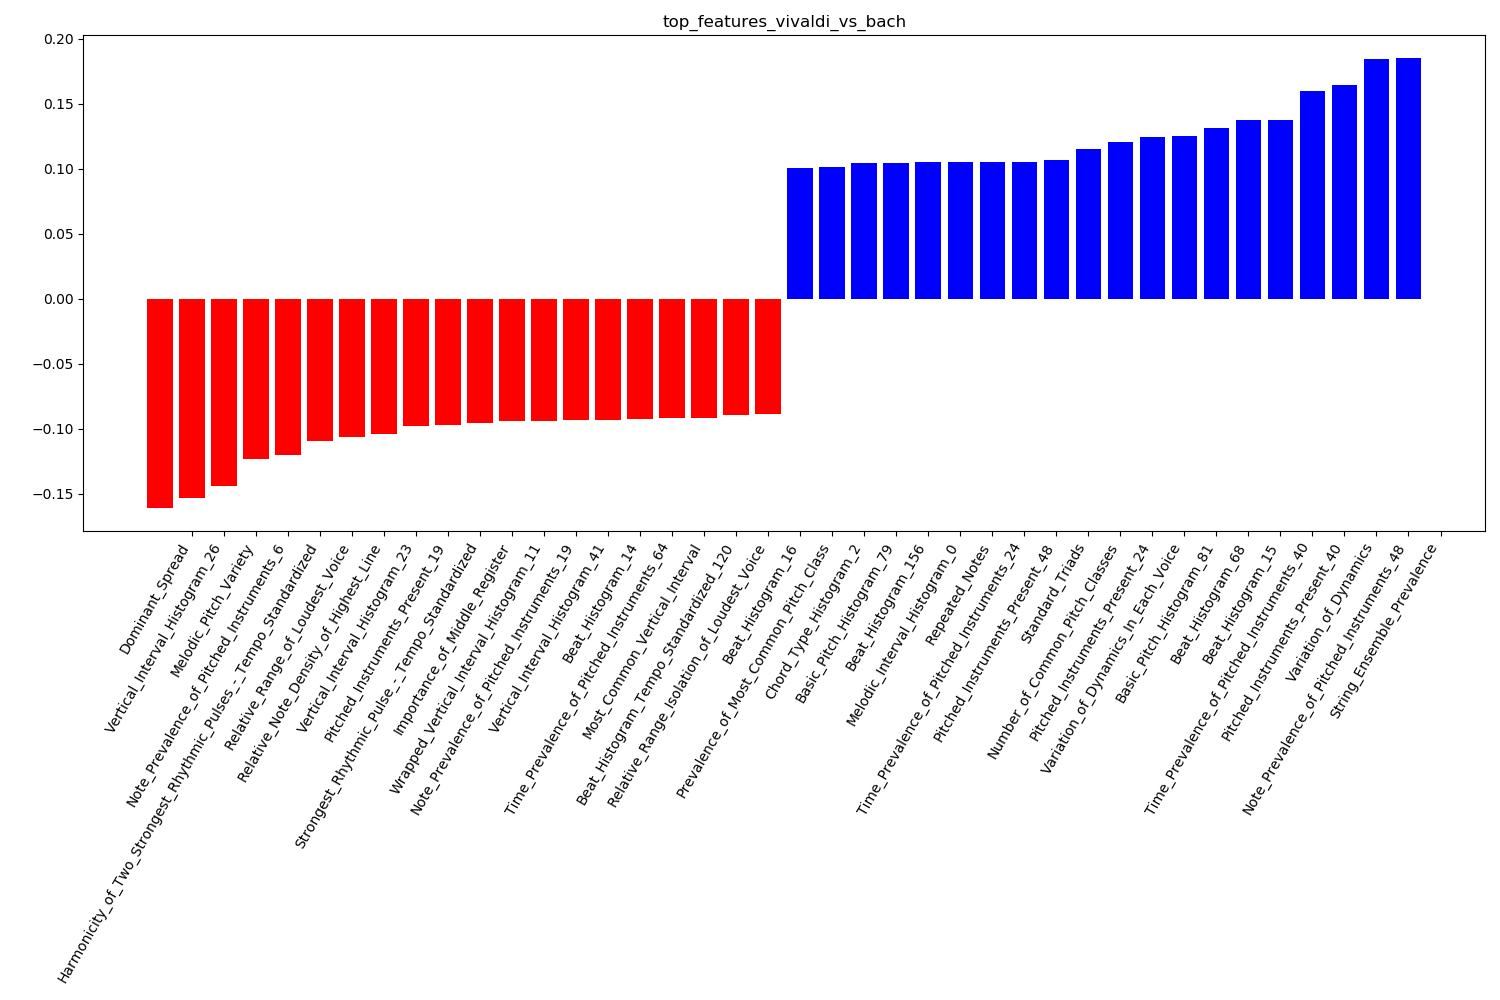 top_features_vivaldi_vs_bach
0.20
0.15
0.10
0.05
0.00
−0.05
−0.10
−0.15
Dominant_Spread
Vertical_Interval_Histogram_26
Melodic_Pitch_Variety
Note_Prevalence_of_Pitched_Instruments_6
Harmonicity_of_Two_Strongest_Rhythmic_Pulses_-_Tempo_Standardized
Relative_Range_of_Loudest_Voice
Relative_Note_Density_of_Highest_Line
Vertical_Interval_Histogram_23
Pitched_Instruments_Present_19
Strongest_Rhythmic_Pulse_-_Tempo_Standardized
Importance_of_Middle_Register
Wrapped_Vertical_Interval_Histogram_11
Note_Prevalence_of_Pitched_Instruments_19
Vertical_Interval_Histogram_41
Beat_Histogram_14
Time_Prevalence_of_Pitched_Instruments_64
Most_Common_Vertical_Interval
Beat_Histogram_Tempo_Standardized_120
Relative_Range_Isolation_of_Loudest_Voice
Beat_Histogram_16
Prevalence_of_Most_Common_Pitch_Class
Chord_Type_Histogram_2
Basic_Pitch_Histogram_79
Beat_Histogram_156
Melodic_Interval_Histogram_0
Repeated_Notes
Time_Prevalence_of_Pitched_Instruments_24
Pitched_Instruments_Present_48
Standard_Triads
Number_of_Common_Pitch_Classes
Pitched_Instruments_Present_24
Variation_of_Dynamics_In_Each_Voice
Basic_Pitch_Histogram_81
Beat_Histogram_68
Beat_Histogram_15
Time_Prevalence_of_Pitched_Instruments_40
Pitched_Instruments_Present_40
Variation_of_Dynamics
Note_Prevalence_of_Pitched_Instruments_48
String_Ensemble_Prevalence